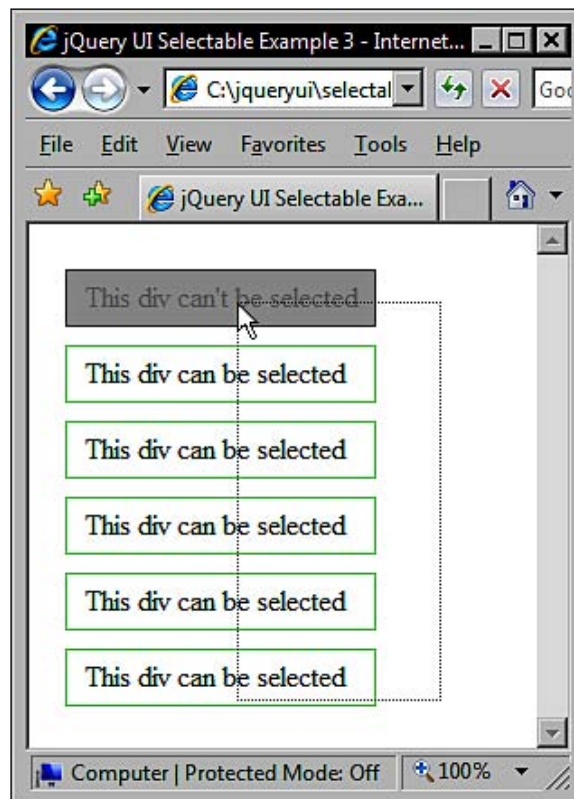 jQuery UI Selectable Example 3 - Internet...
C:\jqueryui\selectal
Goo
File Edit View Favorites Tools Help
jQuery UI Selectable Exa...
This div can't be selected
This div can be selected
This div can be selected
This div can be selected
This div can be selected
This div can be selected
Computer | Protected Mode: Off 100%